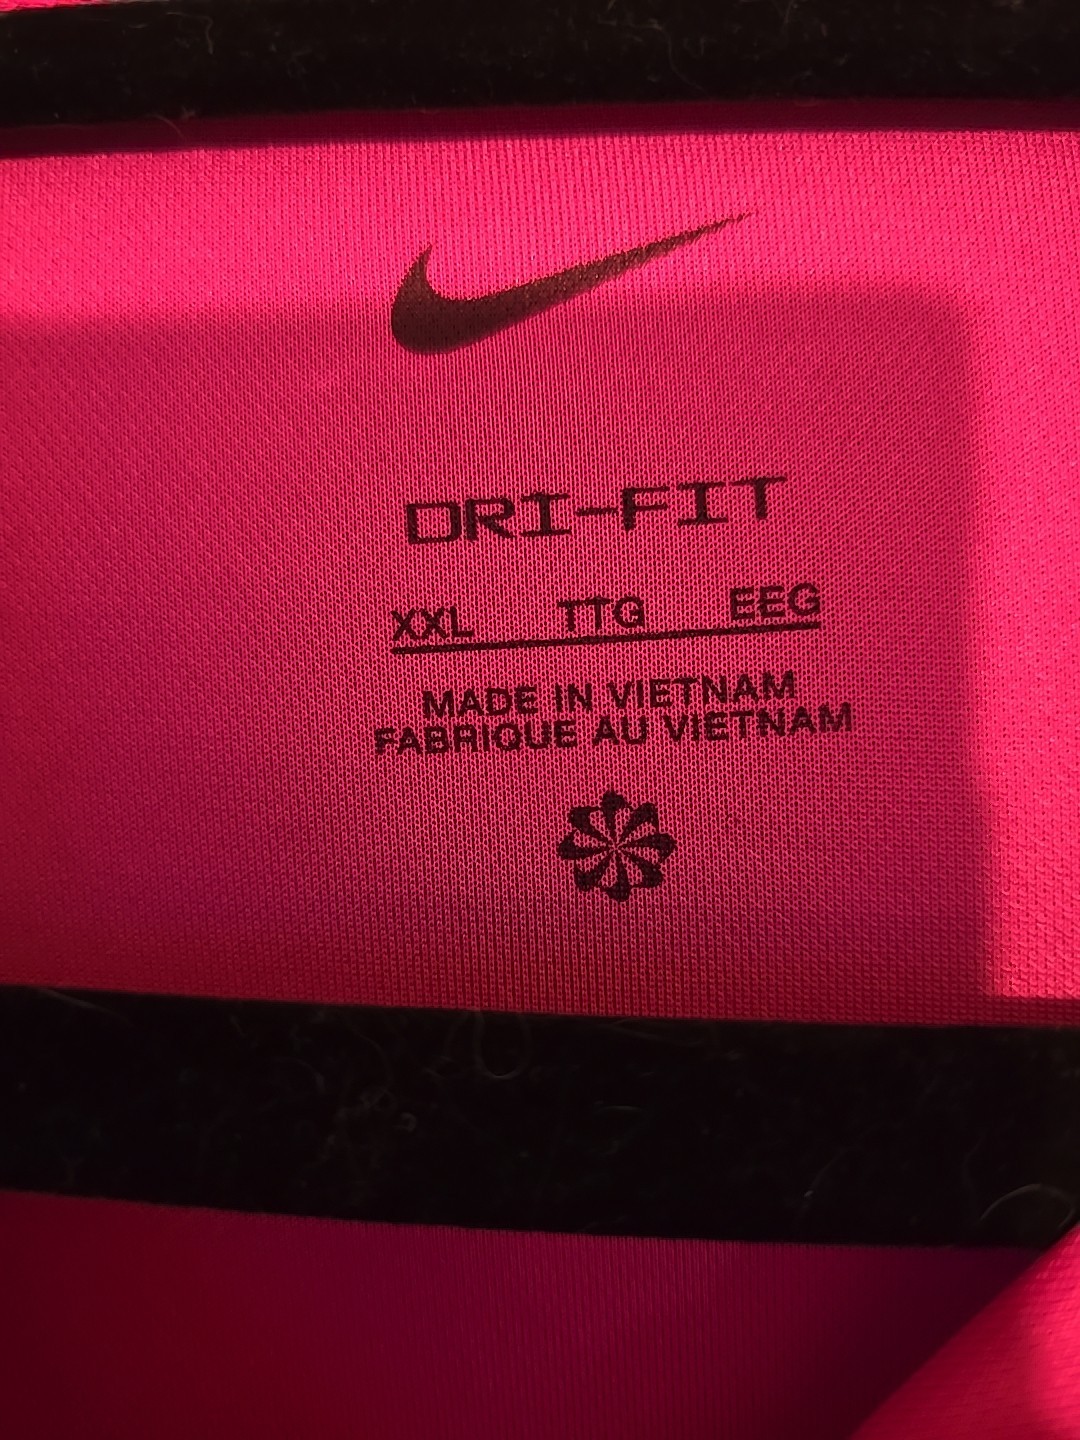 DRI-FIT
XXL TTG EEG
MADE IN VIETNAM
FABRIQUE AU VIETNAM